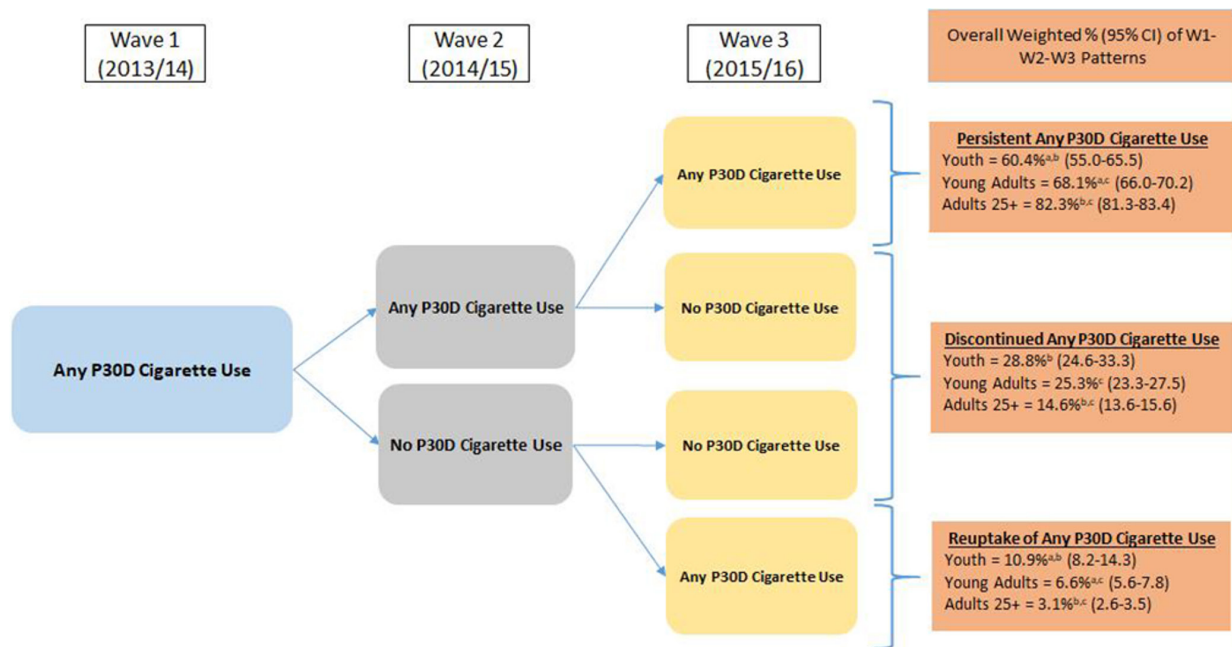 Wave 1
(2013/14)
Wave 2
(2014/15)
Wave 3
(2015/16)
Overall Weighted % (95% CI) of W1-
W2-W3 Patterns
Any P30D Cigarette Use
Any P30D Cigarette Use
No P30D Cigarette Use
Any P30D Cigarette Use
No P30D Cigarette Use
No P30D Cigarette Use
Any P30D Cigarette Use
Persistent Any P30D Cigarette Use
Youth = 60.4%a,b (55.0-65.5)
Young Adults = 68.1%a,c (66.0-70.2)
Adults 25+ = 82.3%b,c (81.3-83.4)
Discontinued Any P30D Cigarette Use
Youth = 28.8%b (24.6-33.3)
Young Adults = 25.3%c (23.3-27.5)
Adults 25+ = 14.6%b,c (13.6-15.6)
Reuptake of Any P30D Cigarette Use
Youth = 10.9%a,b (8.2-14.3)
Young Adults = 6.6%a,c (5.6-7.8)
Adults 25+ = 3.1%b,c (2.6-3.5)